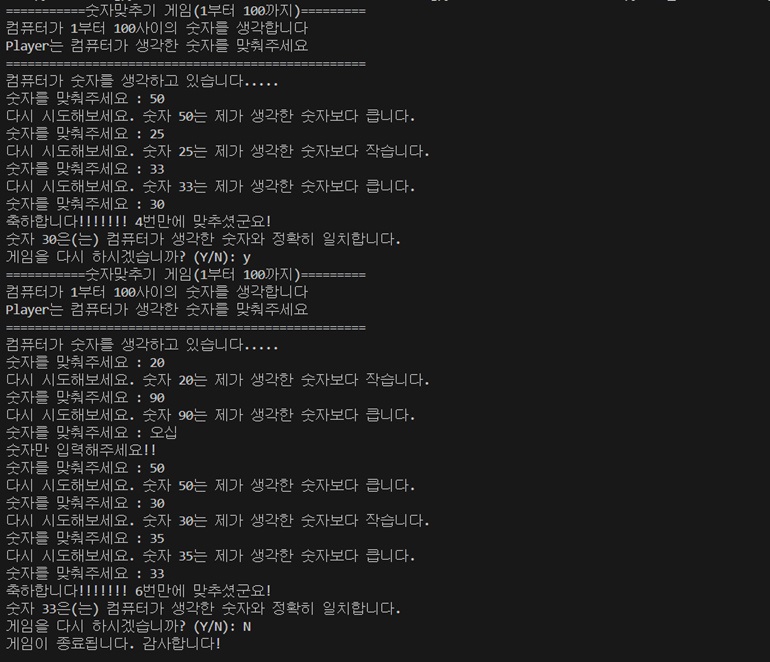 ===========숫자맞추기 게임(1부터 100까지)=========
컴퓨터가 1부터 100사이의 숫자를 생각합니다
Player는 컴퓨터가 생각한 숫자를 맞춰주세요
==================================================
컴퓨터가 숫자를 생각하고 있습니다.....
숫자를 맞춰주세요 : 50
다시 시도해보세요. 숫자 50는 제가 생각한 숫자보다 큽니다.
숫자를 맞춰주세요 : 25
다시 시도해보세요. 숫자 25는 제가 생각한 숫자보다 작습니다.
숫자를 맞춰주세요 : 33
다시 시도해보세요. 숫자 33는 제가 생각한 숫자보다 큽니다.
숫자를 맞춰주세요 : 30
축하합니다!!!!!!! 4번만에 맞추셨군요!
숫자 30은(는) 컴퓨터가 생각한 숫자와 정확히 일치합니다.
게임을 다시 하시겠습니까? (Y/N): y
===========숫자맞추기 게임(1부터 100까지)=========
컴퓨터가 1부터 100사이의 숫자를 생각합니다
Player는 컴퓨터가 생각한 숫자를 맞춰주세요
==================================================
컴퓨터가 숫자를 생각하고 있습니다.....
숫자를 맞춰주세요 : 20
다시 시도해보세요. 숫자 20는 제가 생각한 숫자보다 작습니다.
숫자를 맞춰주세요 : 90
다시 시도해보세요. 숫자 90는 제가 생각한 숫자보다 큽니다.
숫자를 맞춰주세요 : 오십
숫자만 입력해주세요!!
숫자를 맞춰주세요 : 50
다시 시도해보세요. 숫자 50는 제가 생각한 숫자보다 큽니다.
숫자를 맞춰주세요 : 30
다시 시도해보세요. 숫자 30는 제가 생각한 숫자보다 작습니다.
숫자를 맞춰주세요 : 35
다시 시도해보세요. 숫자 35는 제가 생각한 숫자보다 큽니다.
숫자를 맞춰주세요 : 33
축하합니다!!!!!!! 6번만에 맞추셨군요!
숫자 33은(는) 컴퓨터가 생각한 숫자와 정확히 일치합니다.
게임을 다시 하시겠습니까? (Y/N): N
게임이 종료됩니다. 감사합니다!